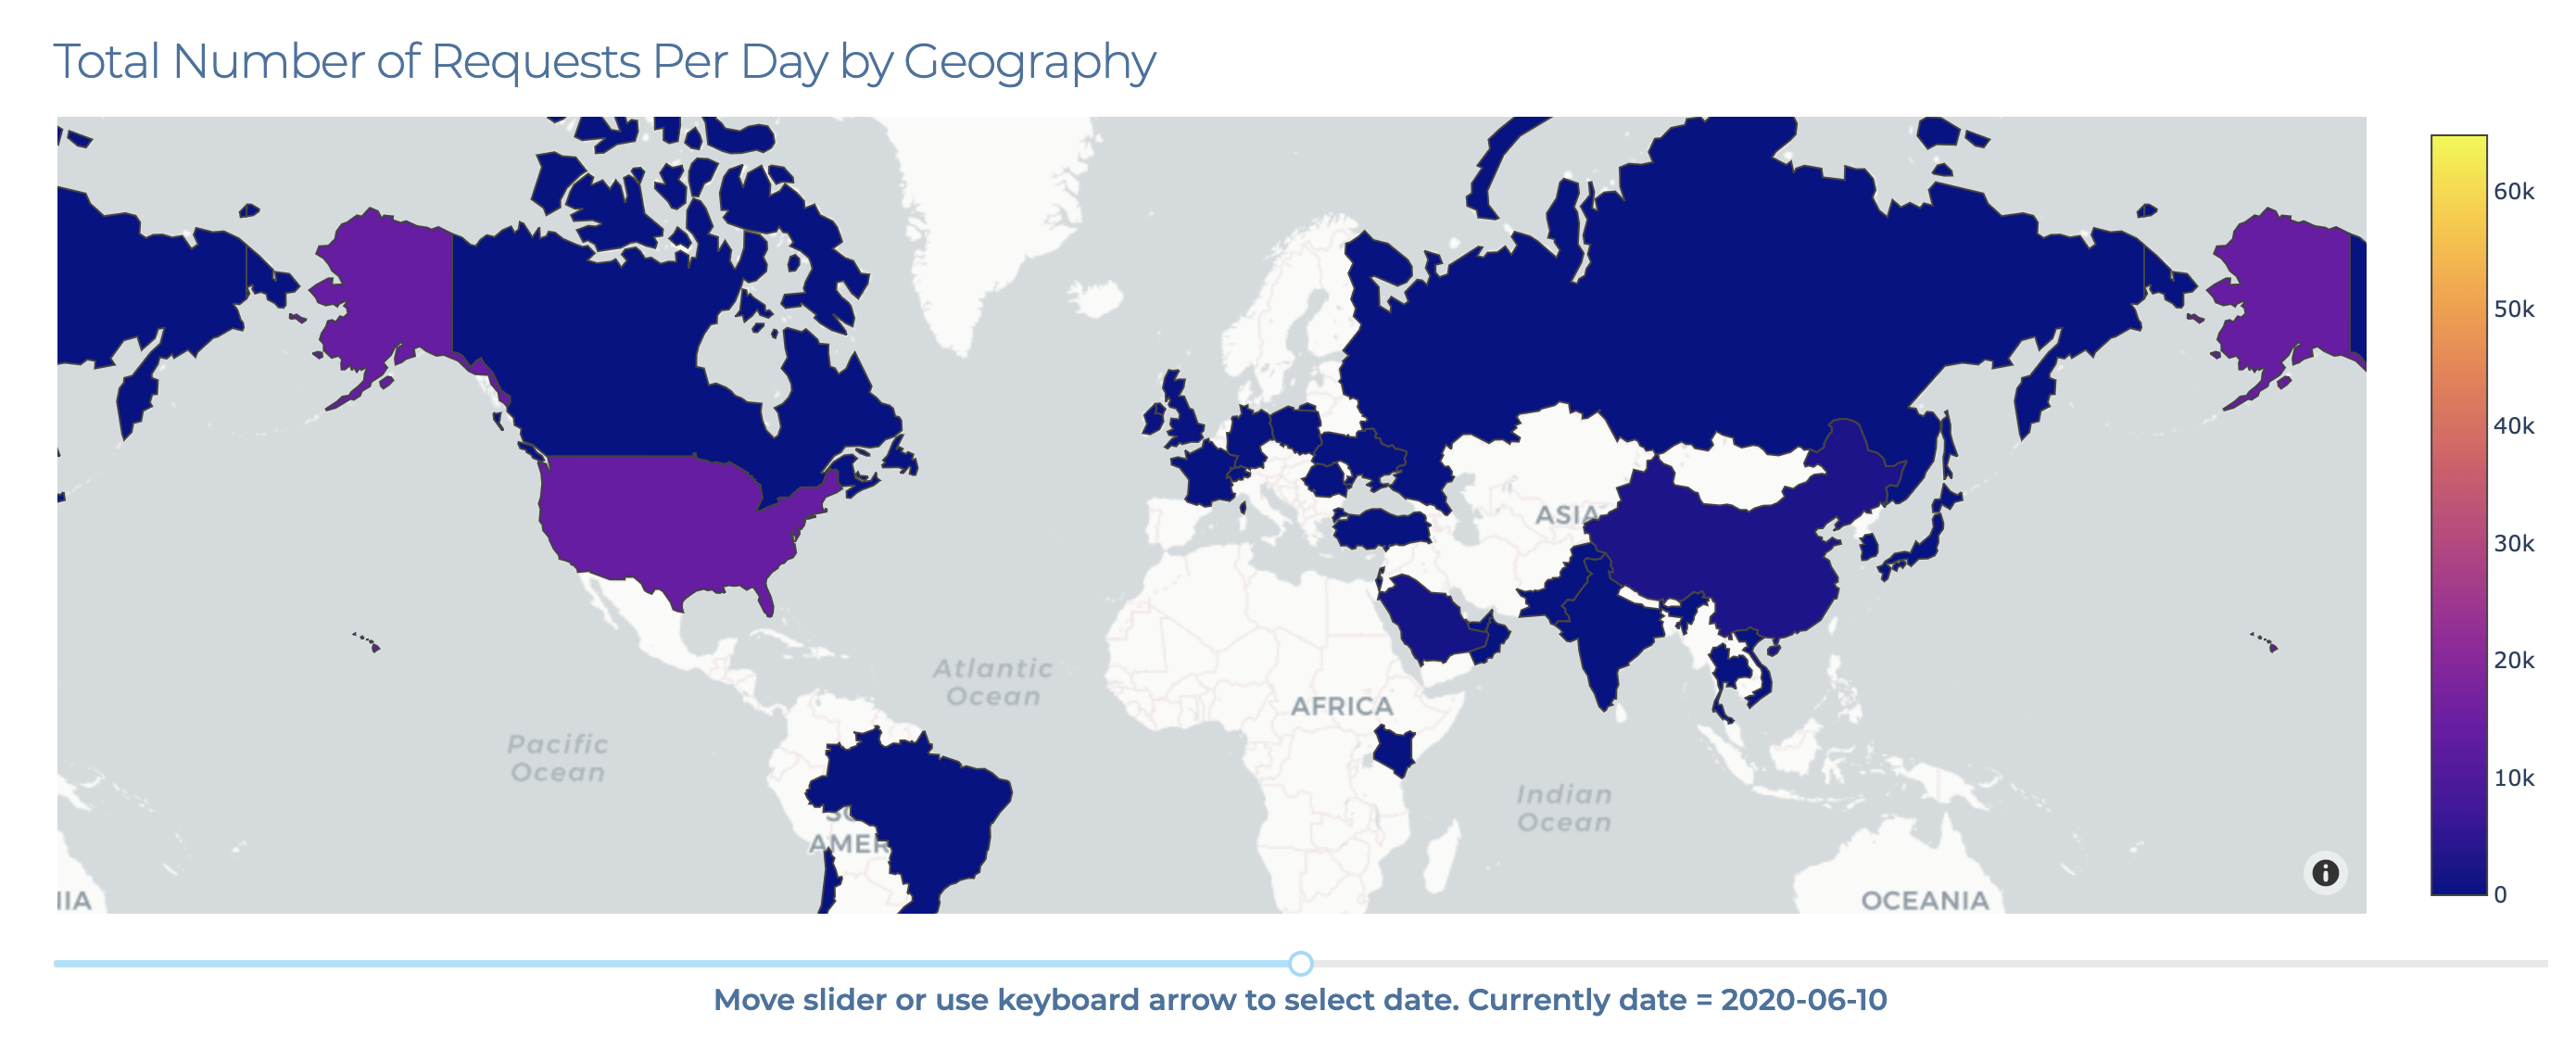 Total Number of Requests Per Day by Geography
60k
50k
ASIA
40k
30k
Atlantic
Ocean
20k
AFRICA
Pacific
Ocean
10k
Indian
Ocean
SO
AMER
IIA
OCEANIA
0
Move slider or use keyboard arrow to select date. Currently date = 2020-06-10